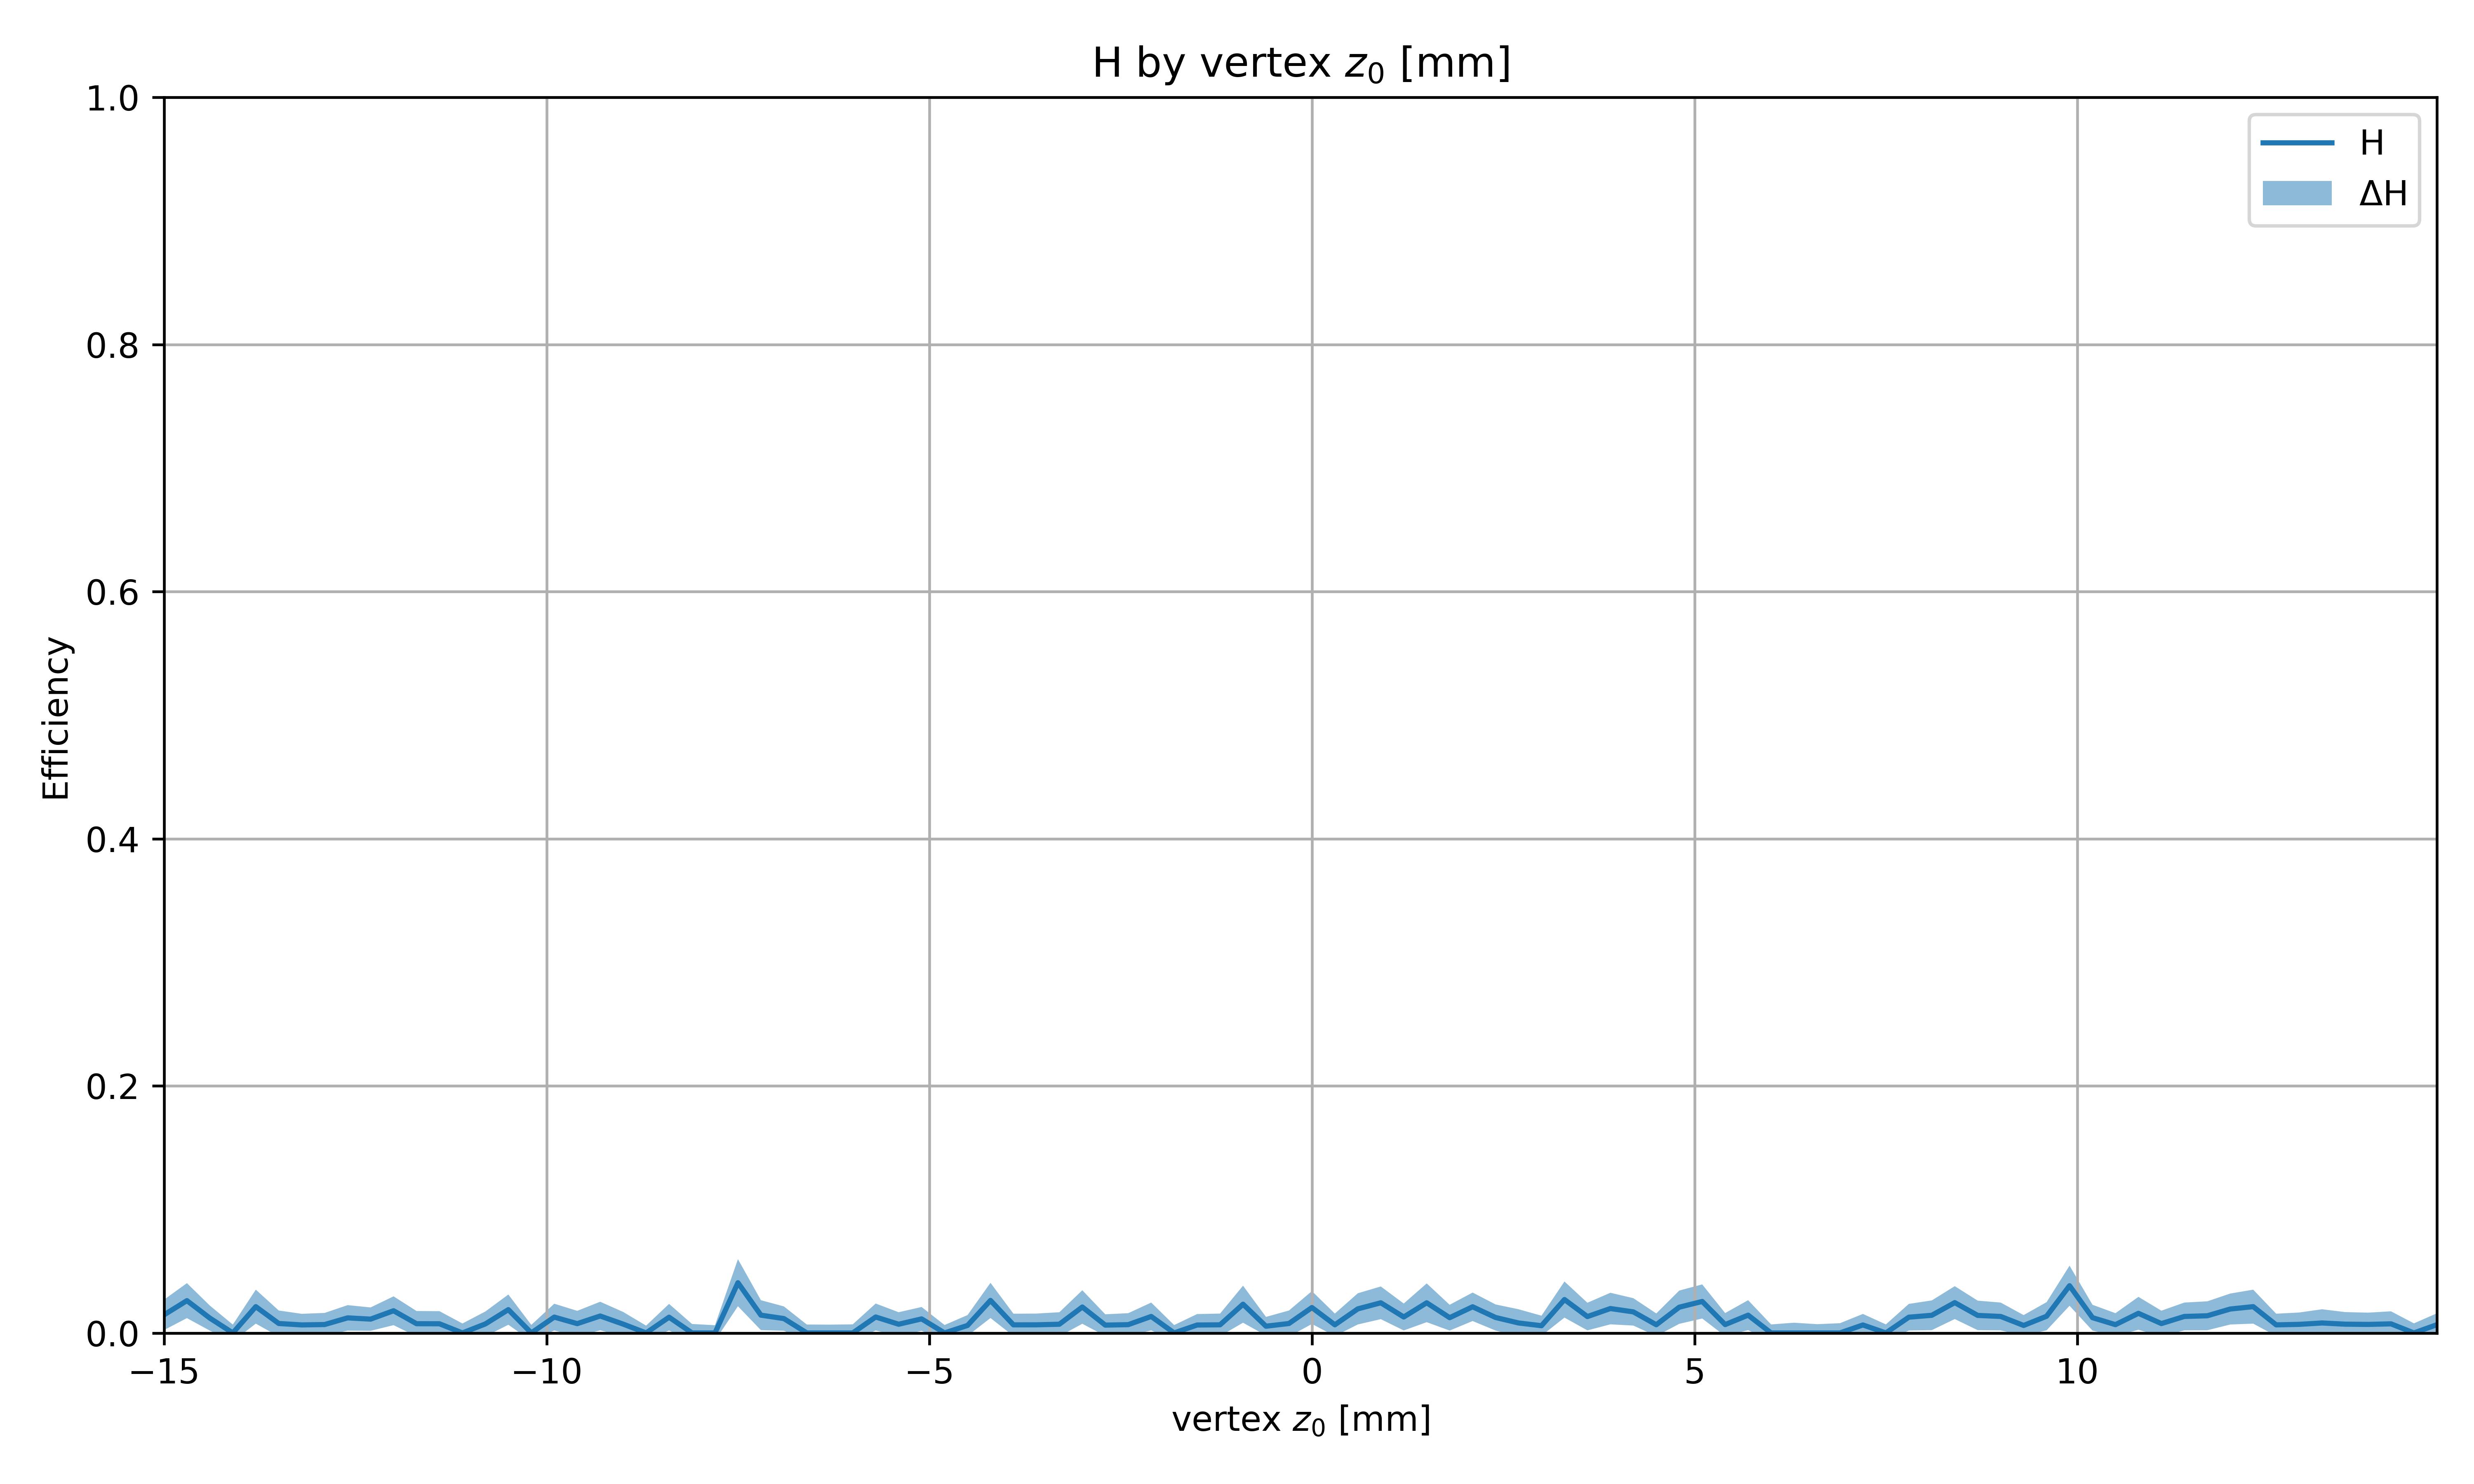 H by vertex z₀ [mm]
1.0
0.8
0.6
0.4
0.2
0.0
Efficiency
H
ΔH
−15 −10 −5 0 5 10
vertex z₀ [mm]